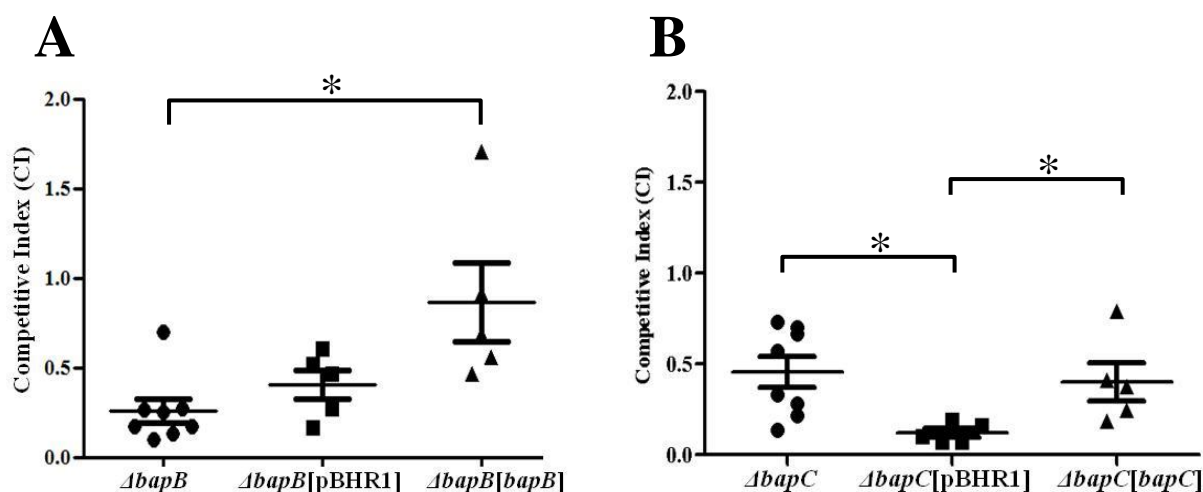 A
Competitive Index (CI)
2.0
1.5
1.0
0.5
0.0
*
ΔbapB
ΔbapB[pBHR1]
ΔbapB[bapB]
B
Competitive Index (CI)
2.0
1.5
1.0
0.5
0.0
*
*
ΔbapC
ΔbapC[pBHR1]
ΔbapC[bapC]